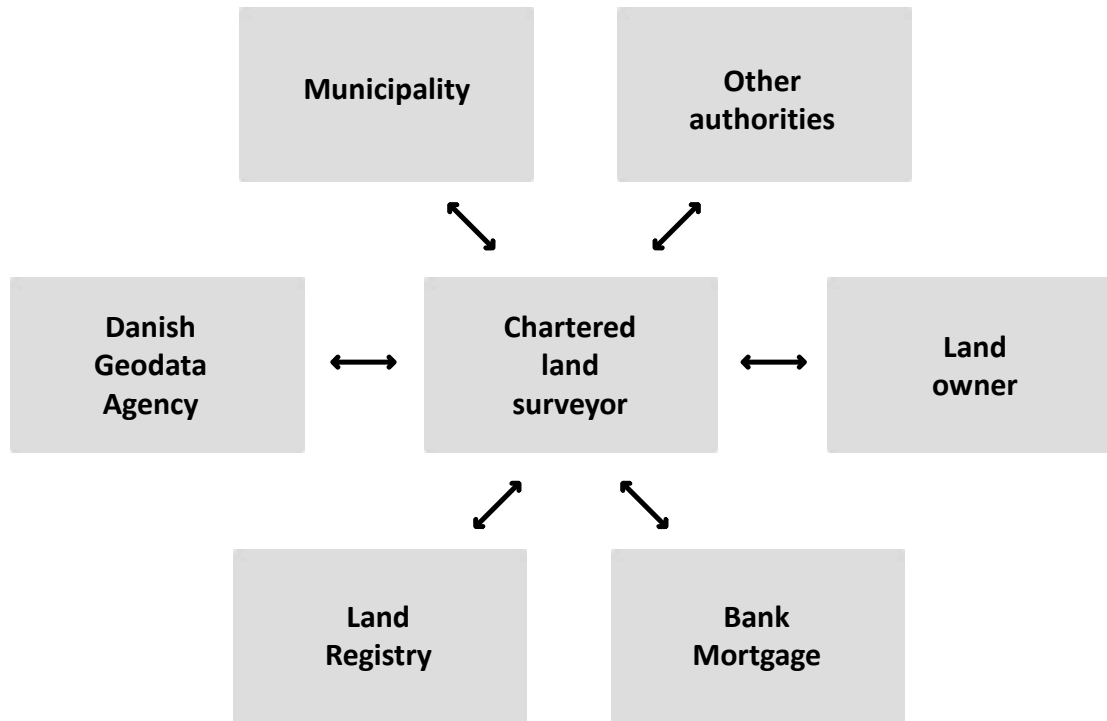 Municipality
Other
authorities
Danish
Geodata
Agency
Chartered
land
surveyor
Land
owner
Land
Registry
Bank
Mortgage